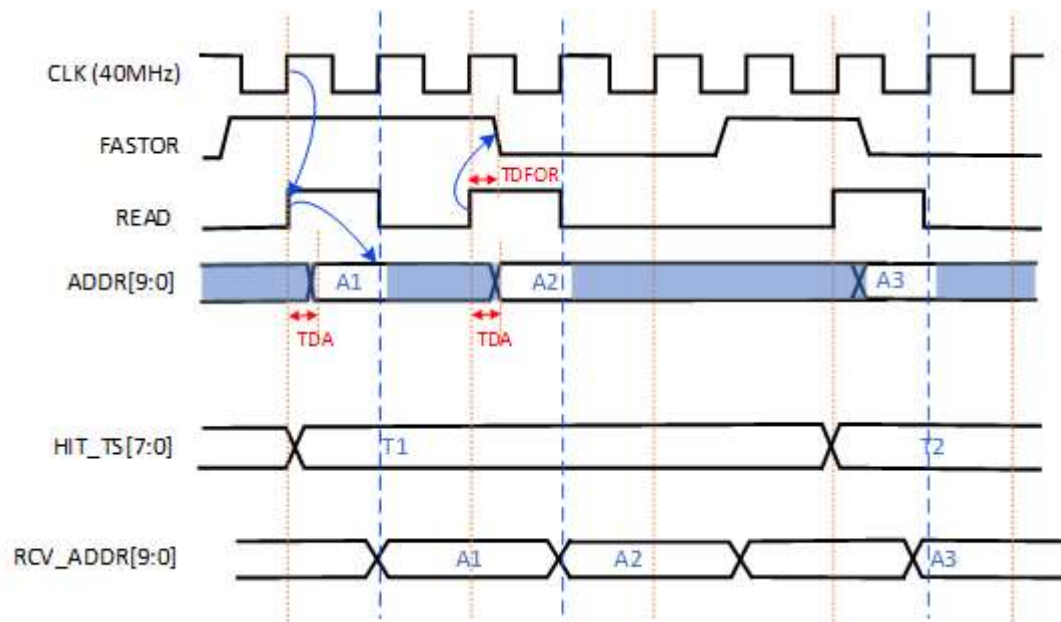 CLK (40MHz)
FASTOR
TDFOR
READ
ADDR[9:0]
A1
A2
A3
TDA
TDA
HIT_TS[7:0]
T1
T2
RCV_ADDR[9:0]
A1
A2
A3